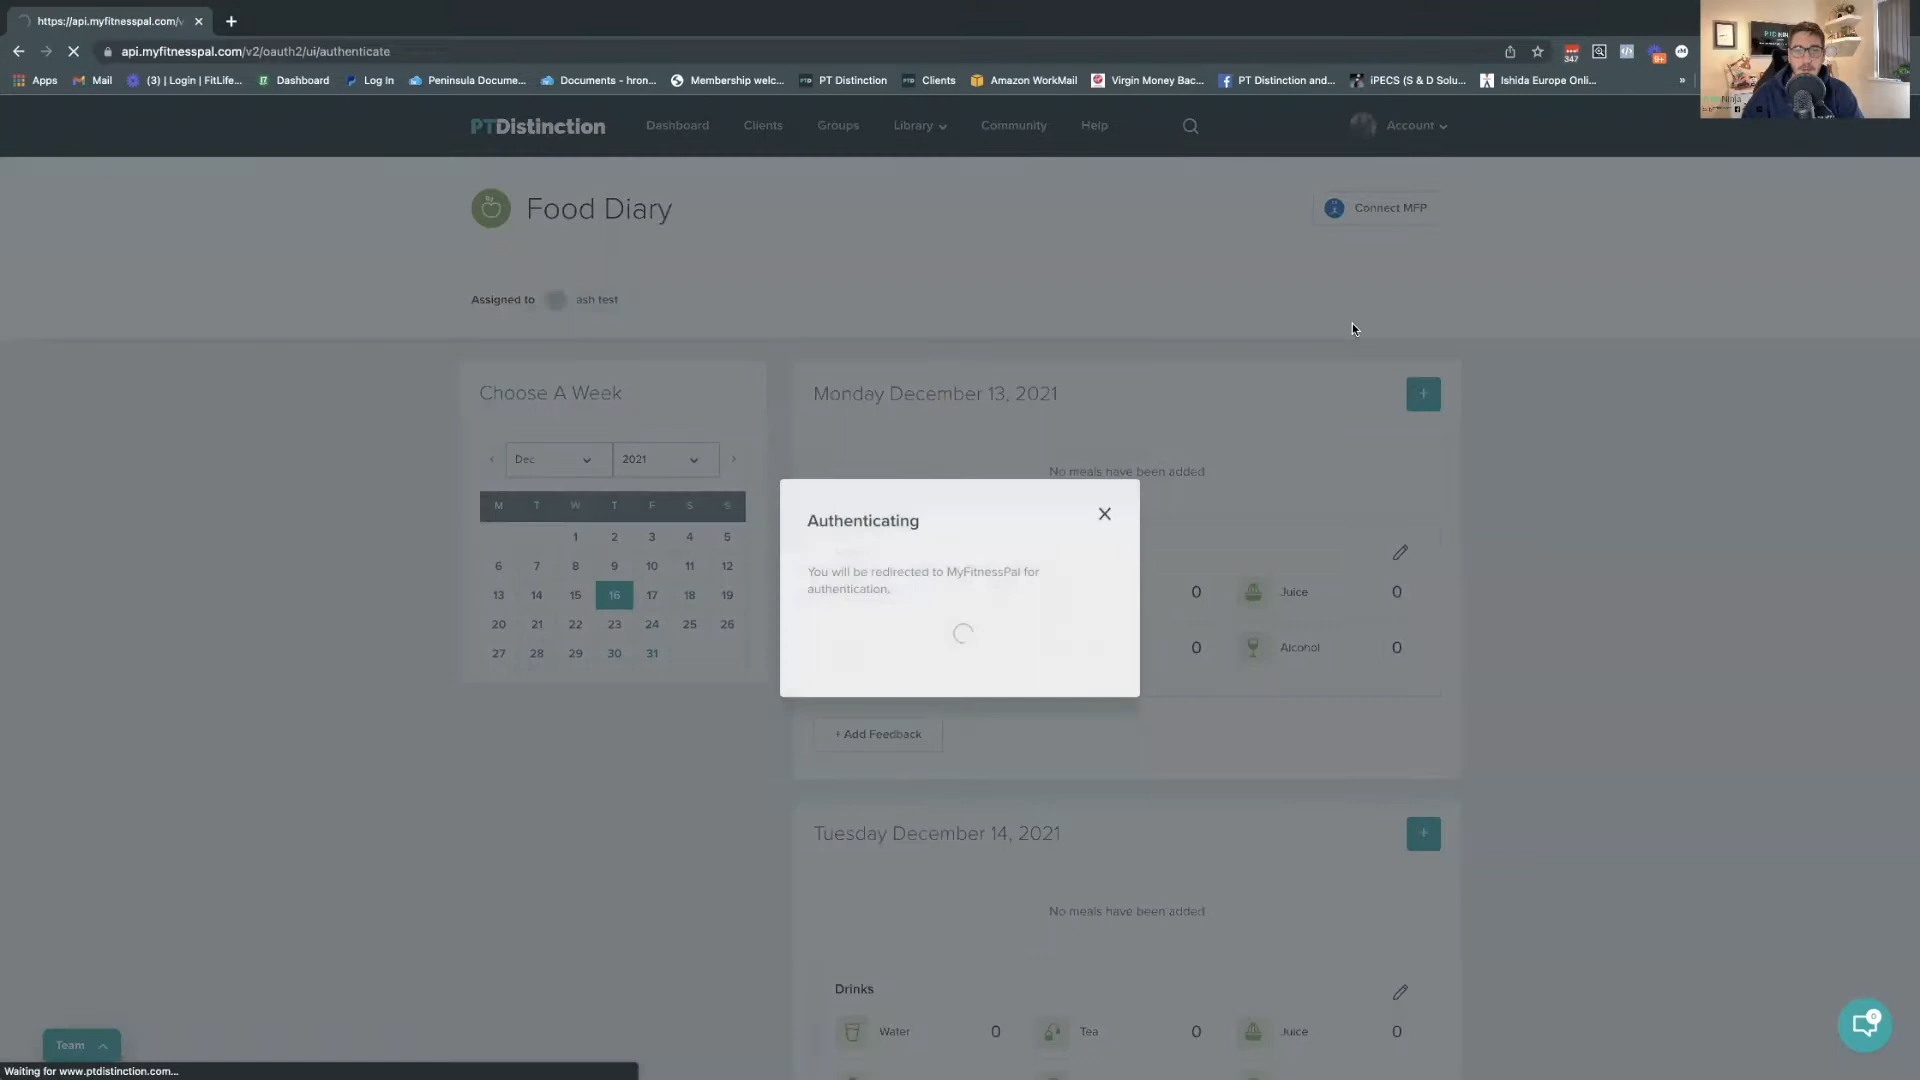 https://api.myfitnesspal.com/v
api.myfitnesspal.com/v2/oauth2/ui/authenticate
347
9+
Apps
Mail
(3) | Login | FitLife...
Dashboard
Log In
Peninsula Docume...
Documents - hron...
Membership welc...
PT Distinction
Clients
Amazon WorkMail
Virgin Money Bac...
PT Distinction and...
iPECS (S & D Solu...
Ishida Europe Onli...
»
PTDistinction
Dashboard
Clients
Groups
Library
Community
Help
Account
Food Diary
Connect MFP
Assigned to
ash test
Choose A Week
Dec
2021
M T W T F S S
1 2 3 4 5
6 7 8 9 10 11 12
13 14 15 16 17 18 19
20 21 22 23 24 25 26
27 28 29 30 31
Monday December 13, 2021
+
No meals have been added
Authenticating
You will be redirected to MyFitnessPal for
authentication.
0
Juice
0
0
Alcohol
0
+ Add Feedback
Tuesday December 14, 2021
+
No meals have been added
Drinks
Water
0
Tea
0
Juice
0
0
Team
Waiting for www.ptdistinction.com...